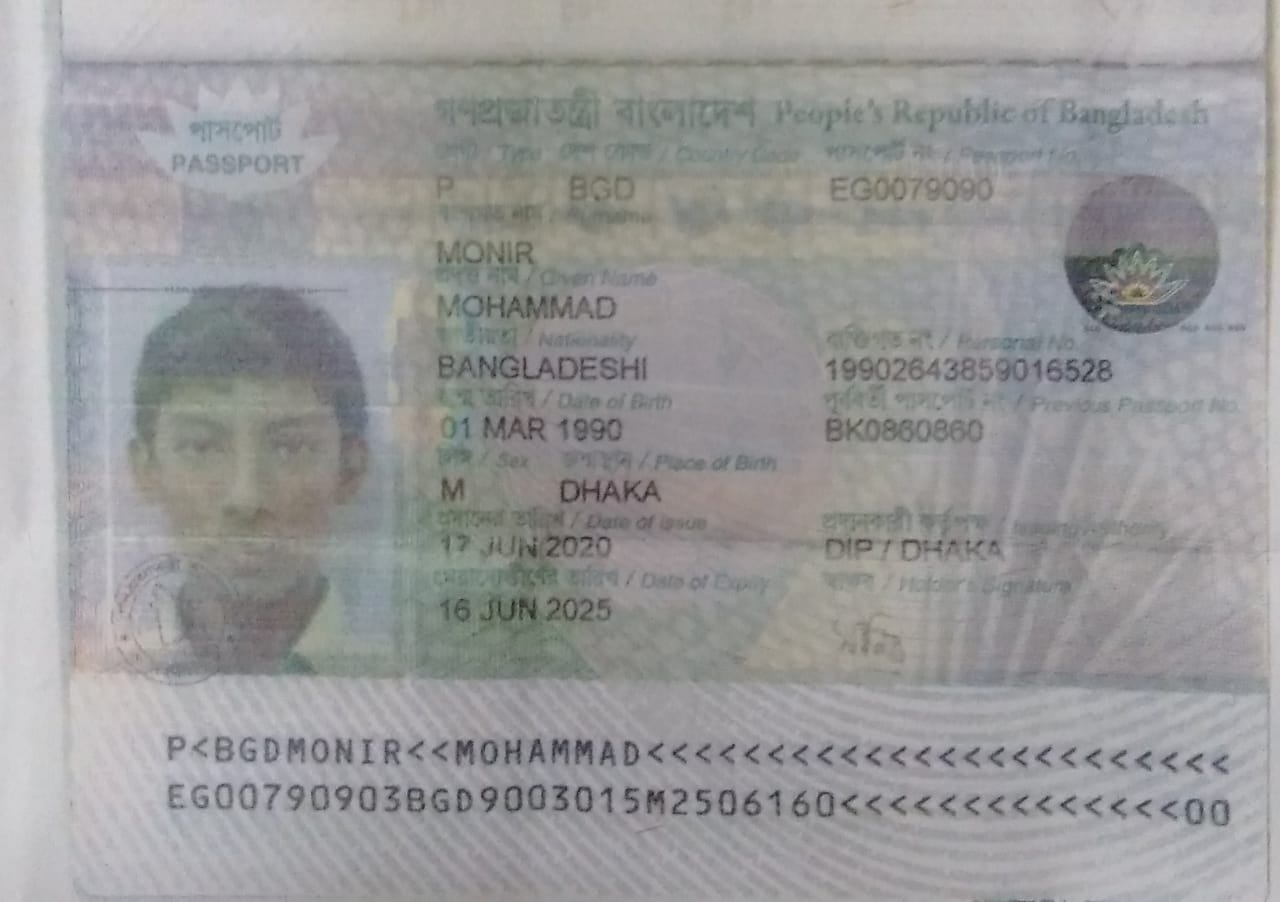 পাসপোর্ট
PASSPORT
গণপ্রজাতন্ত্রী বাংলাদেশ People's Republic of Bangladesh
Type / Country Code পাসপোর্ট নং / Passport No.
P BGD EG0079090
MONIR
প্রদত্ত নাম / Given Name
MOHAMMAD
জাতীয়তা / Nationality ব্যক্তিগত নং / Personal No.
BANGLADESHI 19902643859016528
জন্ম তারিখ / Date of Birth পূর্ববর্তী পাসপোর্ট নং / Previous Passport No.
01 MAR 1990 BK0860860
লিঙ্গ / Sex জন্মস্থান / Place of Birth
M DHAKA
প্রদানের তারিখ / Date of Issue প্রদানকারী কর্তৃপক্ষ / Issuing Authority
17 JUN 2020 DIP / DHAKA
মেয়াদোত্তীর্ণের তারিখ / Date of Expiry স্বাক্ষর / Holder's Signature
16 JUN 2025
P<BGDMONIR<<MOHAMMAD<<<<<<<<<<<<<<<<<<<<<<<<
EG00790903BGD9003015M2506160<<<<<<<<<<<<<<00